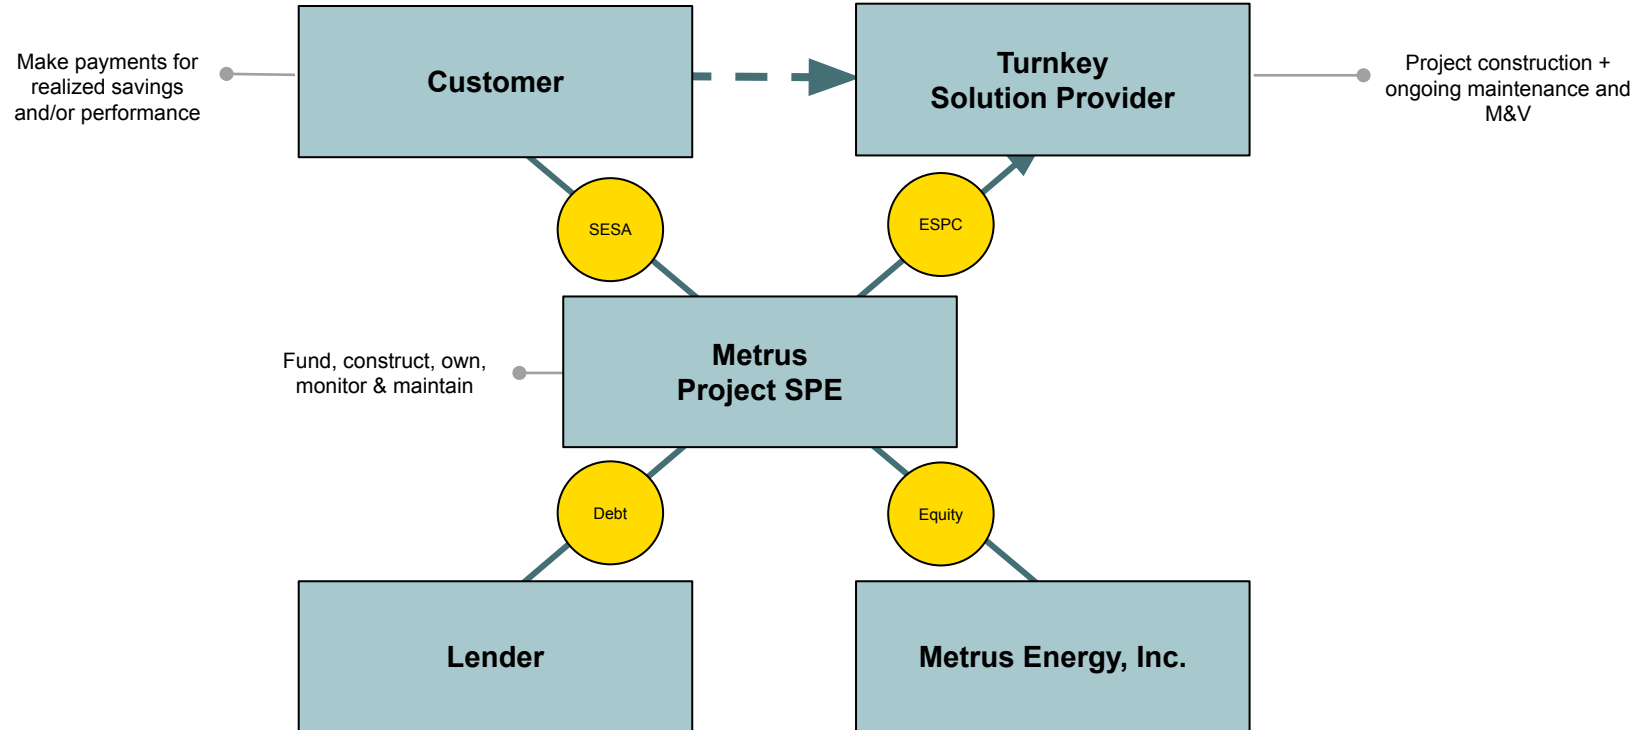 Make payments for
realized savings
and/or performance
Customer
Turnkey
Solution Provider
Project construction +
ongoing maintenance and
M&V
SESA
ESPC
Fund, construct, own,
monitor & maintain
Metrus
Project SPE
Debt
Equity
Lender
Metrus Energy, Inc.